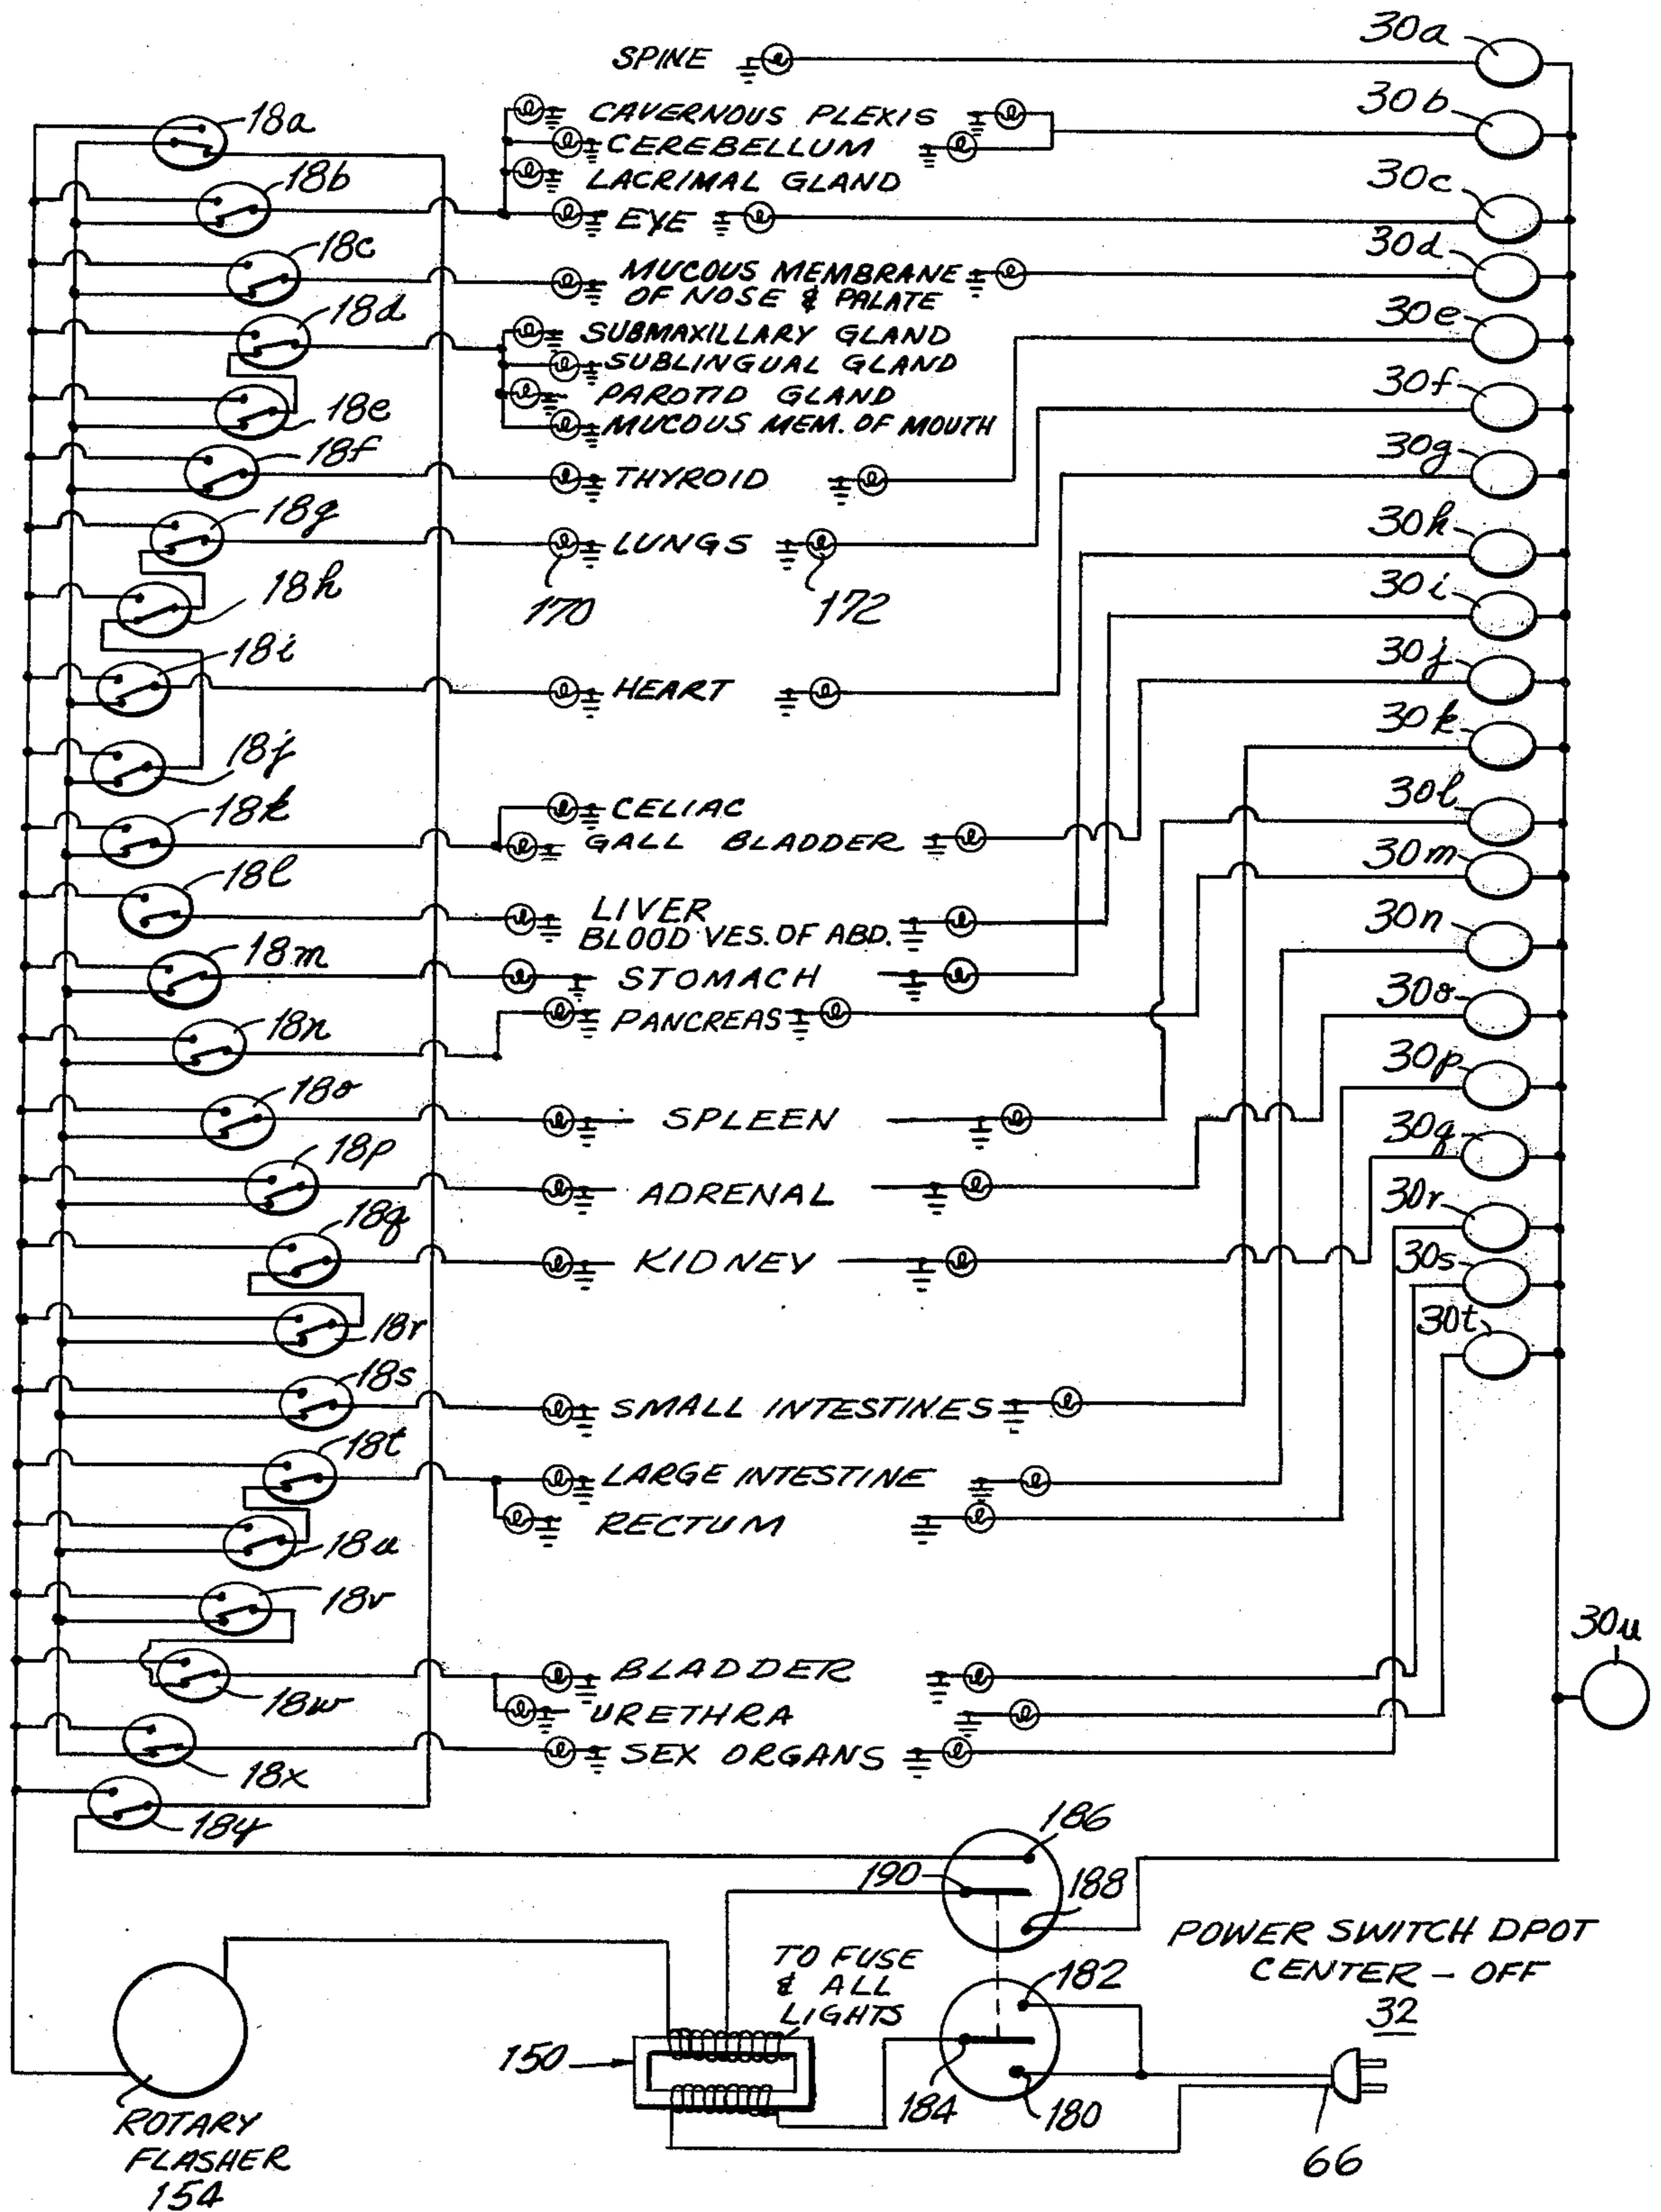 30a
SPINE
30b
CAVERNOUS PLEXIS
18a
CEREBELLUM
30c
18b
LACRIMAL GLAND
EYE
30d
18c
MUCOUS MEMBRANE
OF NOSE & PALATE
30e
18d
SUBMAXILLARY GLAND
SUBLINGUAL GLAND
30f
PAROTID GLAND
18e
MUCOUS MEM. OF MOUTH
30g
18f
THYROID
30h
18g
LUNGS
30i
18h
170
172
30j
18i
HEART
30k
18j
30l
18k
CELIAC
GALL BLADDER
30m
18l
LIVER
30n
BLOOD VES. OF ABD.
18m
STOMACH
30o
18n
PANCREAS
30p
18o
SPLEEN
30q
18p
ADRENAL
30r
18q
KIDNEY
30s
30t
18r
18s
SMALL INTESTINES
18t
LARGE INTESTINE
RECTUM
18u
18v
30u
BLADDER
18w
URETHRA
SEX ORGANS
18x
18y
186
190
188
POWER SWITCH DPOT
CENTER - OFF
32
TO FUSE
& ALL
LIGHTS
182
150
184
180
66
ROTARY
FLASHER
154